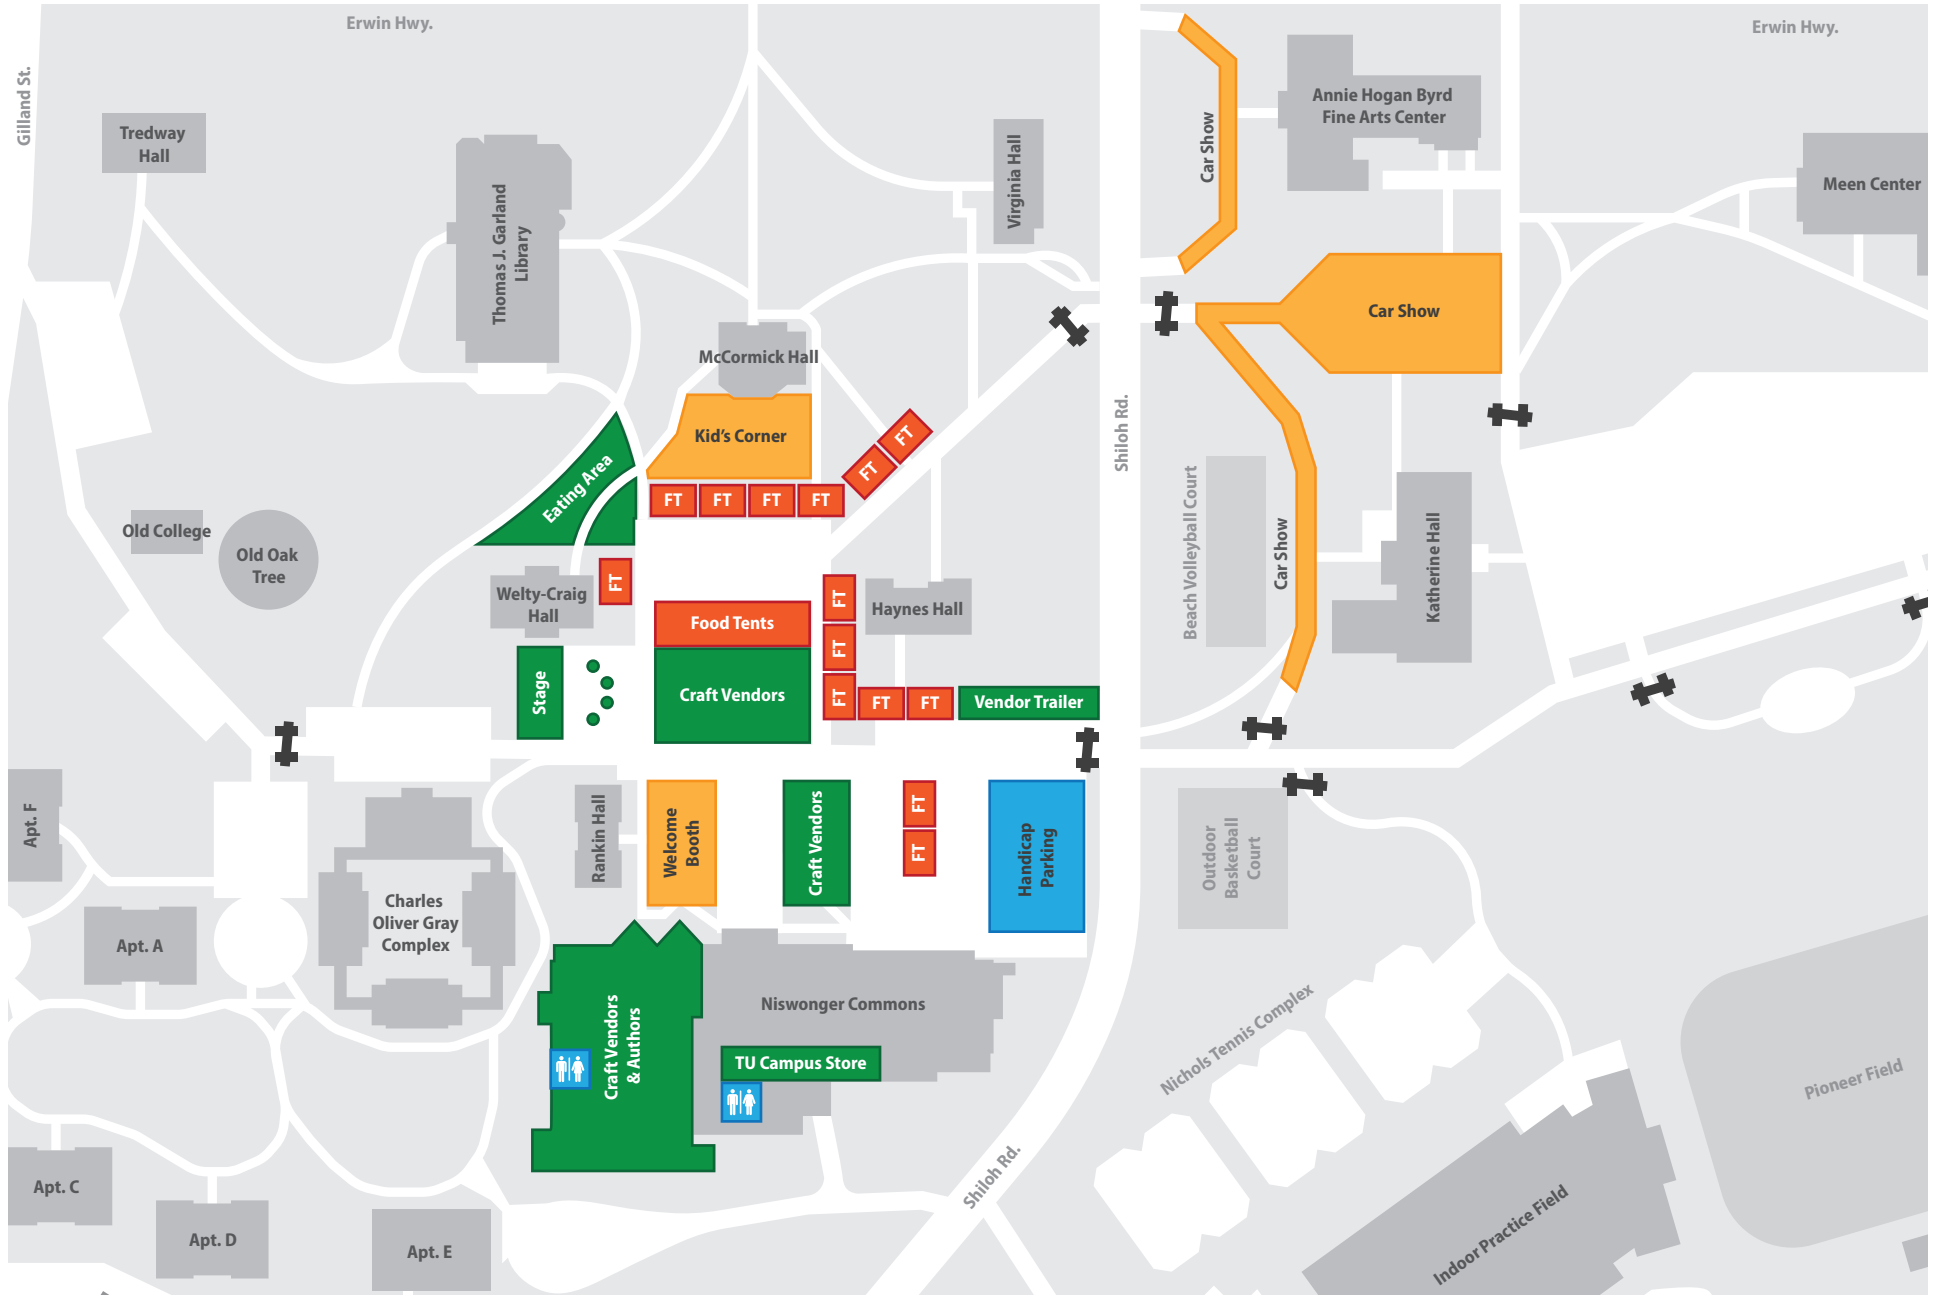 Erwin Hwy.
Erwin Hwy.
Gilland St.
Tredway
Hall
Thomas J. Garland
Library
Virginia Hall
Car Show
Annie Hogan Byrd
Fine Arts Center
Meen Center
Car Show
McCormick Hall
Kid's Corner
Shiloh Rd.
FT
FT
Eating Area
FT
FT
FT
FT
Old College
Old Oak
Tree
Welty-Craig
Hall
FT
Food Tents
FT
FT
FT
Haynes Hall
Beach Volleyball Court
Car Show
Katherine Hall
Stage
Craft Vendors
FT
FT
Vendor Trailer
Apt. F
Rankin Hall
Welcome
Booth
Craft Vendors
FT
FT
Handicap
Parking
Outdoor
Basketball
Court
Charles
Oliver Gray
Complex
Apt. A
Craft Vendors
& Authors
Niswonger Commons
TU Campus Store
Nichols Tennis Complex
Pioneer Field
Shiloh Rd.
Apt. C
Apt. D
Apt. E
Indoor Practice Field